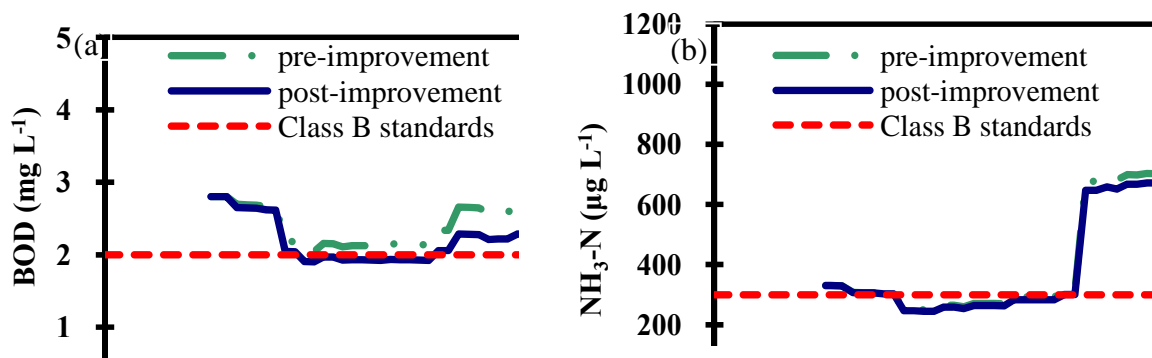 (a)
5
4
3
2
1
BOD (mg L⁻¹)
pre-improvement
post-improvement
Class B standards
(b)
1200
1000
800
600
400
200
NH₃-N (µg L⁻¹)
pre-improvement
post-improvement
Class B standards